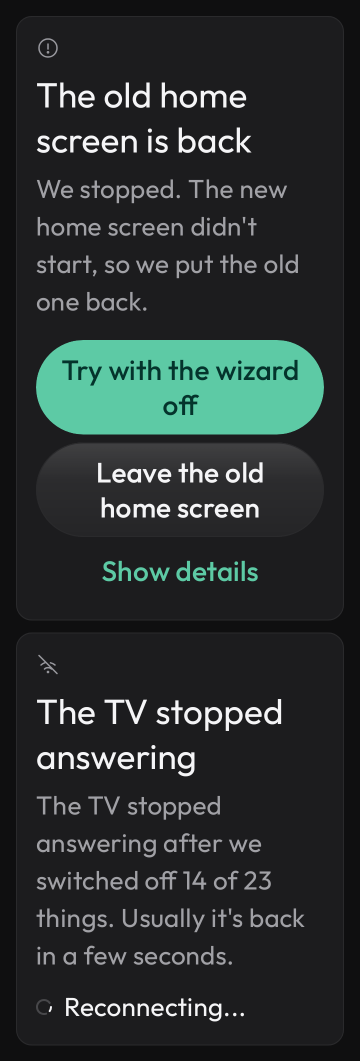 The old home
screen is back
We stopped. The new
home screen didn't
start, so we put the old
one back.
Try with the wizard
off
Leave the old
home screen
Show details
The TV stopped
answering
The TV stopped
answering after we
switched off 14 of 23
things. Usually it's back
in a few seconds.
Reconnecting...